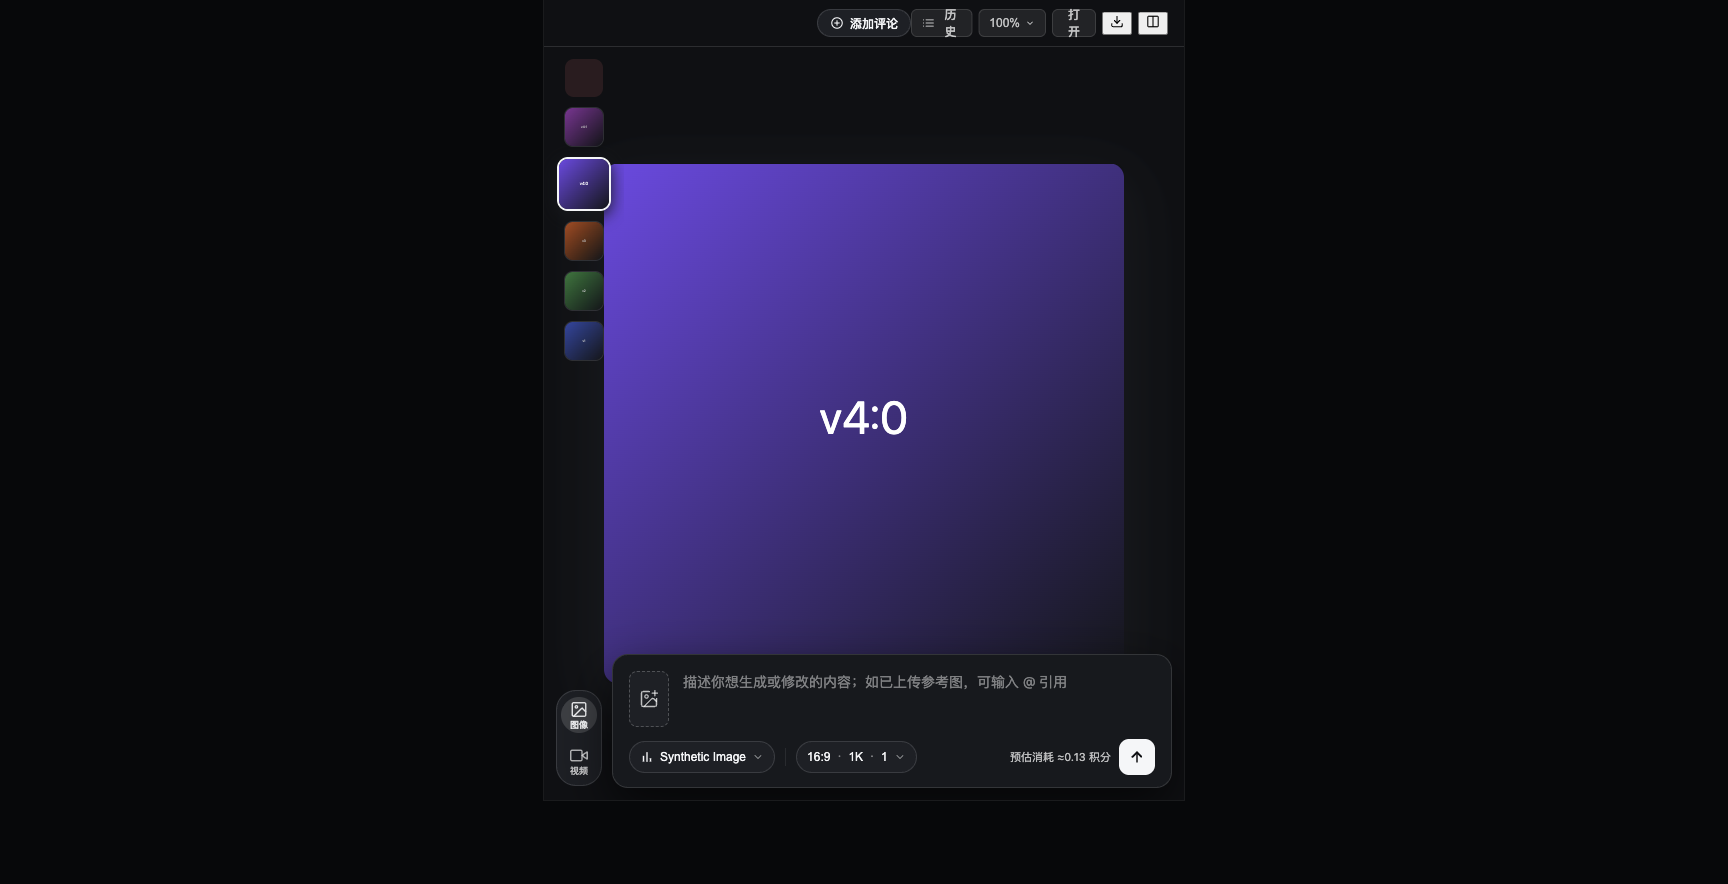 添加评论
历史
100%
打开
v4:0
v4:0
描述你想生成或修改的内容；如已上传参考图，可输入 @ 引用
图像
视频
Synthetic Image
16:9 · 1K · 1
预估消耗 ≈0.13 积分